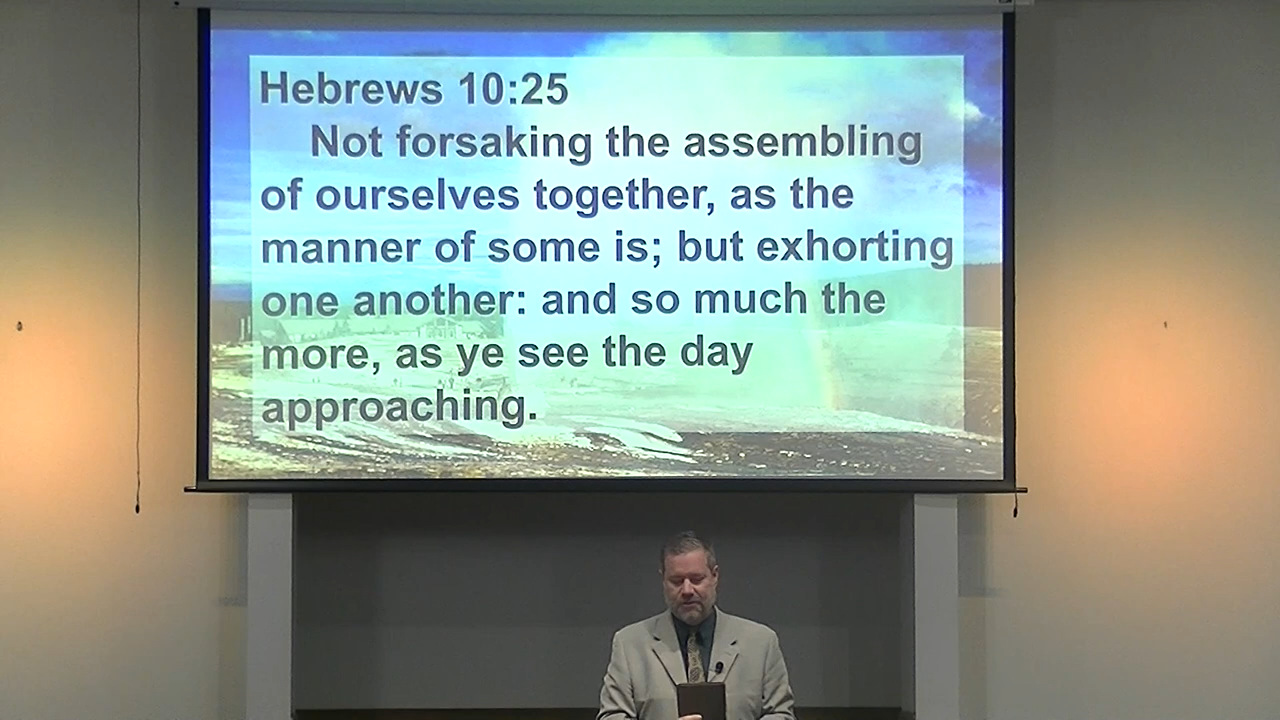 Hebrews 10:25
Not forsaking the assembling
of ourselves together, as the
manner of some is; but exhorting
one another: and so much the
more, as ye see the day
approaching.